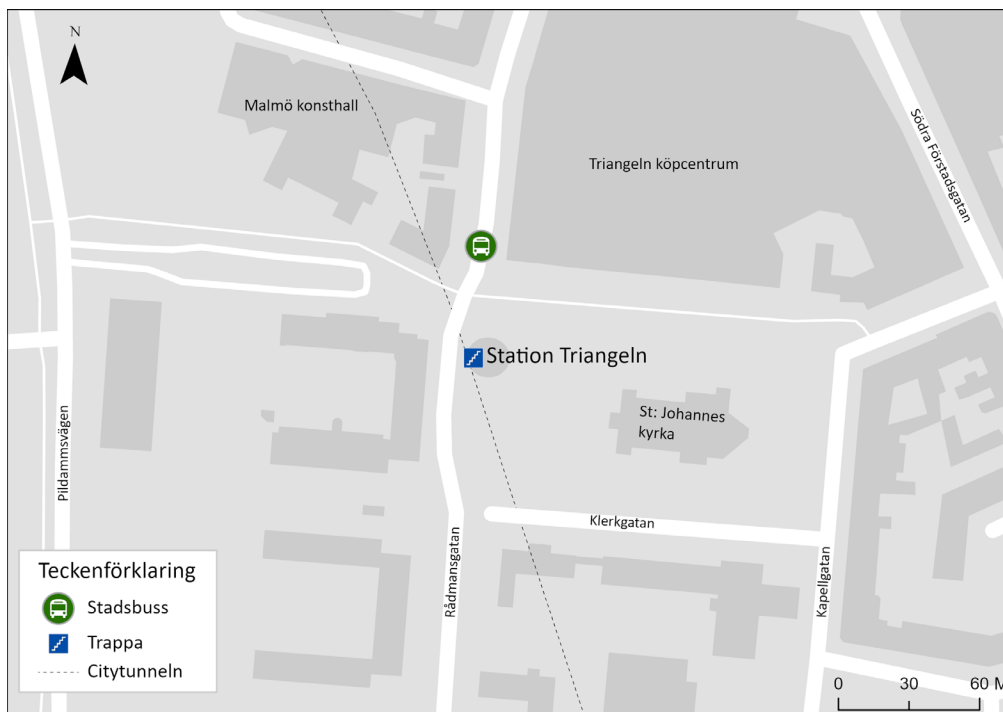 N
Malmö konsthall
Triangeln köpcentrum
Södra Förstadsgatan
Station Triangeln
St: Johannes
kyrka
Pildammsvägen
Klerkgatan
Rådmansgatan
Kapellgatan
Teckenförklaring
Stadsbuss
Trappa
Citytunneln
0 30 60 M